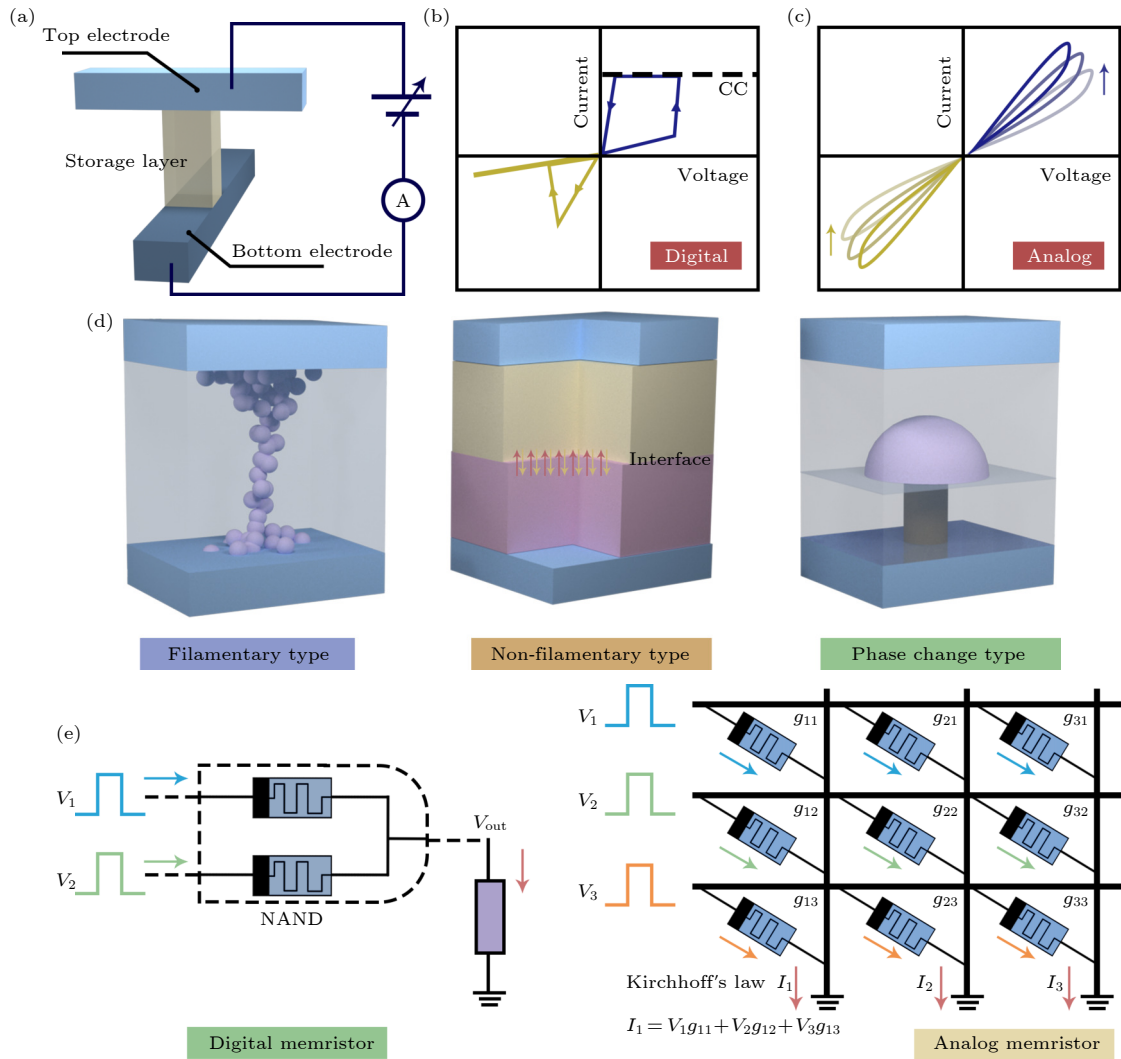 (a)
Top electrode
Storage layer
Bottom electrode
A
(b)
Current
CC
Voltage
Digital
(c)
Current
Voltage
Analog
(d)
Interface
Filamentary type
Non-filamentary type
Phase change type
(e)
V1
V2
NAND
Vout
Digital memristor
V1
V2
V3
g11
g21
g31
g12
g22
g32
g13
g23
g33
Kirchhoff's law
I1
I2
I3
I1 = V1g11+V2g12+V3g13
Analog memristor